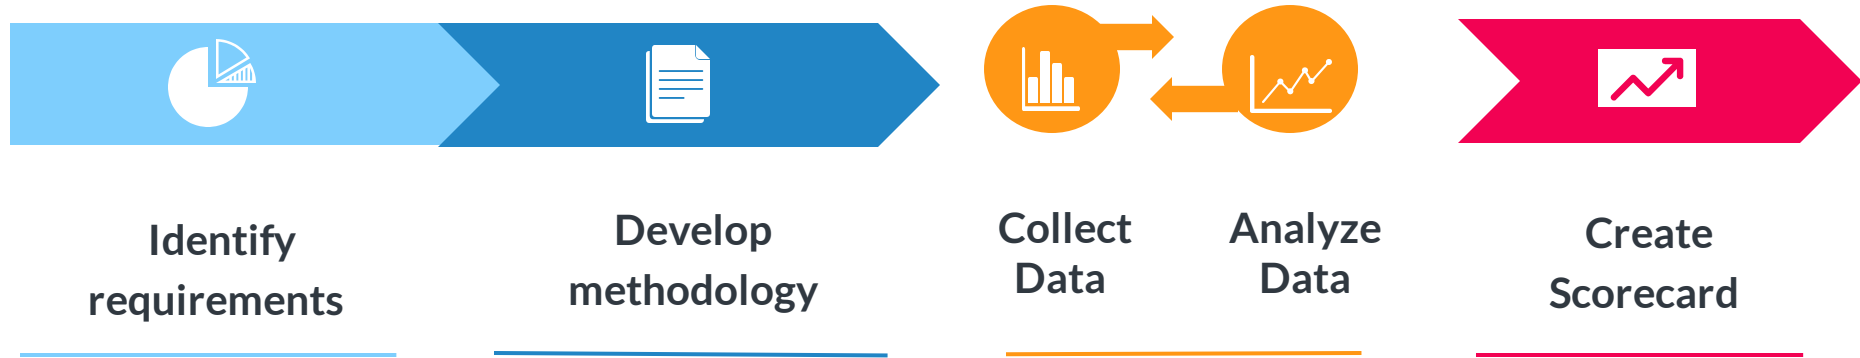 Identify
requirements
Develop
methodology
Collect
Data
Analyze
Data
Create
Scorecard